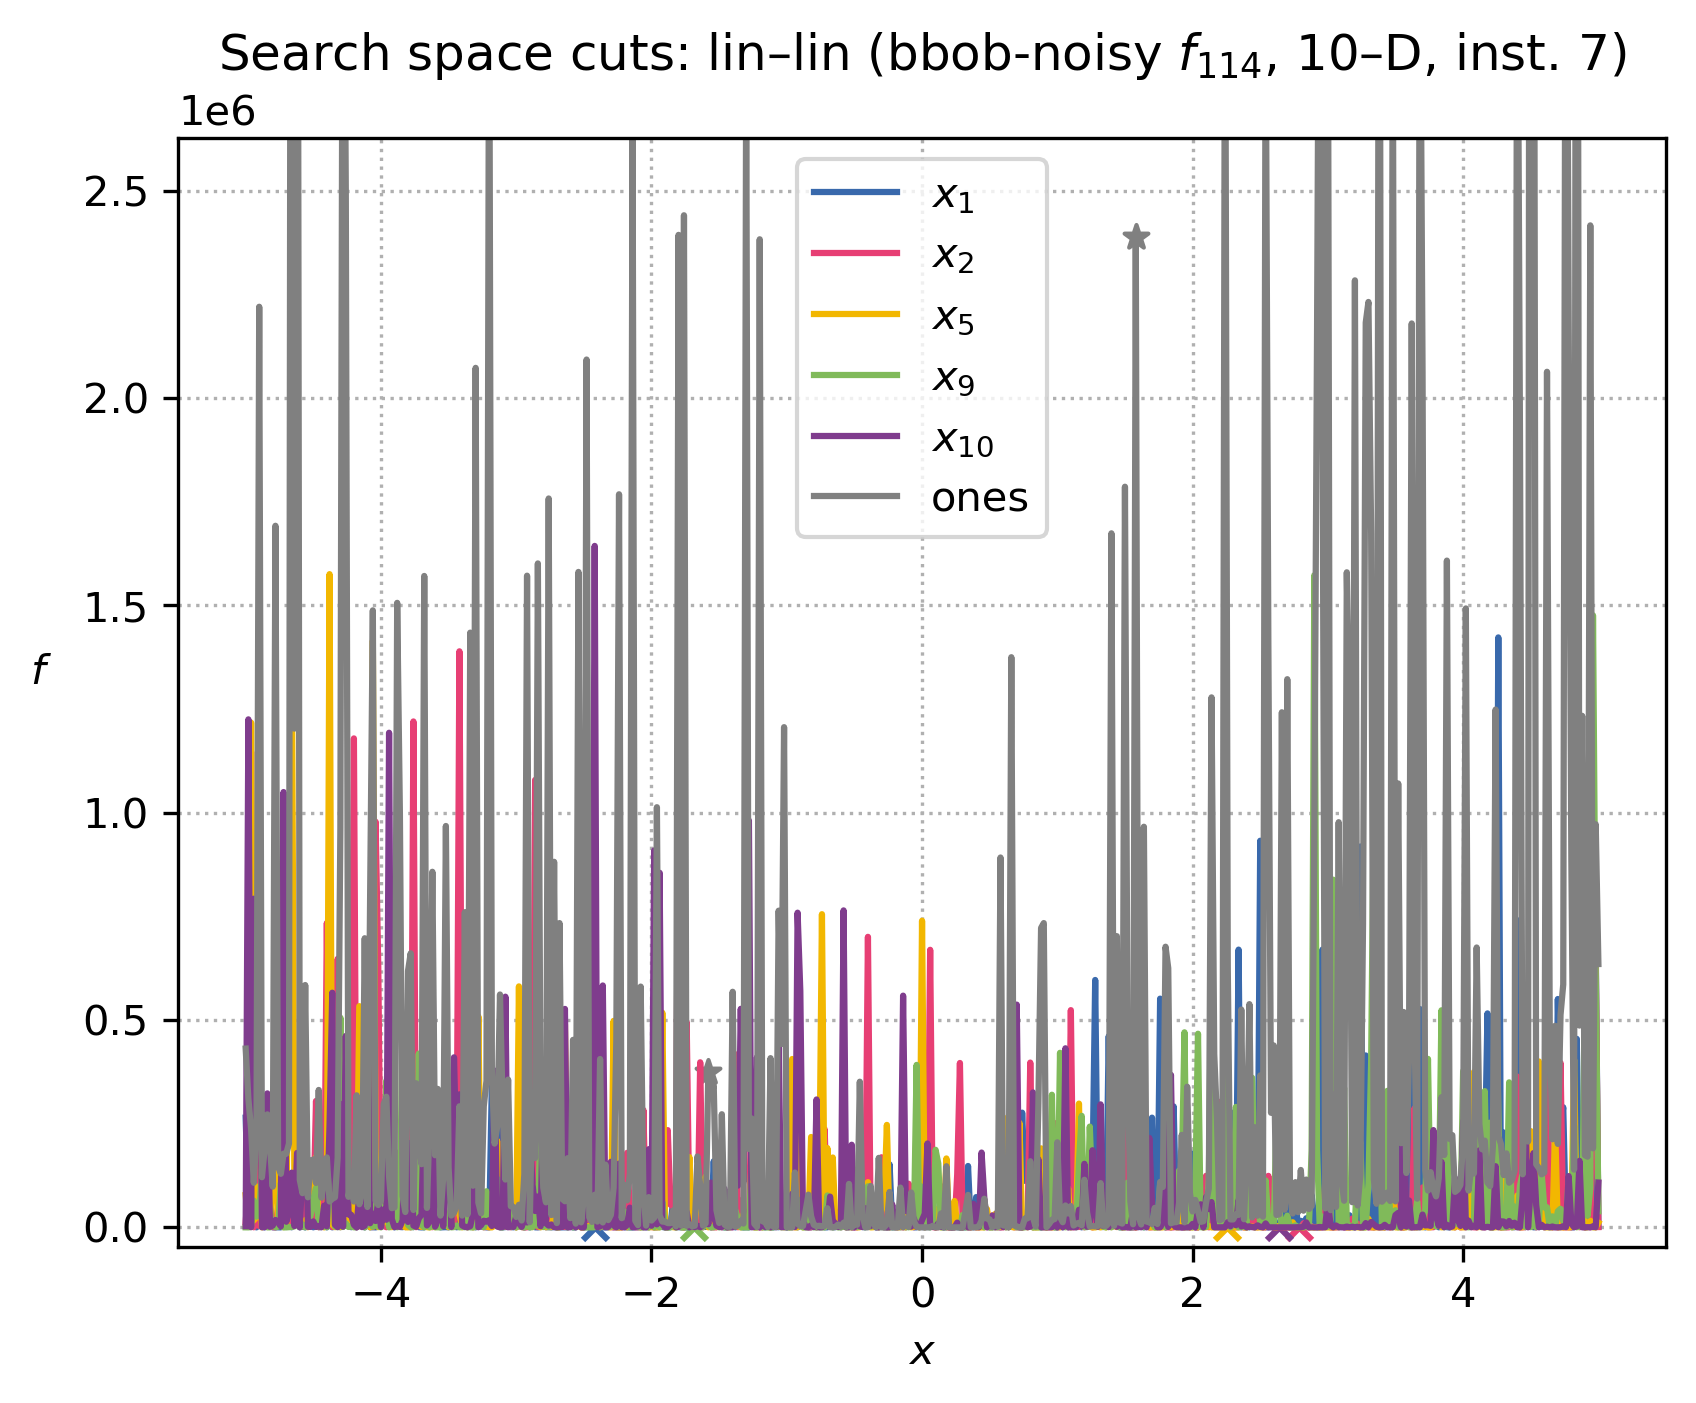 Search space cuts: lin–lin (bbob-noisy f₁₁₄, 10–D, inst. 7)
1e6
2.5
2.0
1.5
1.0
0.5
0.0
f
x₁
x₂
x₅
x₉
x₁₀
ones
−4 −2 0 2 4
x